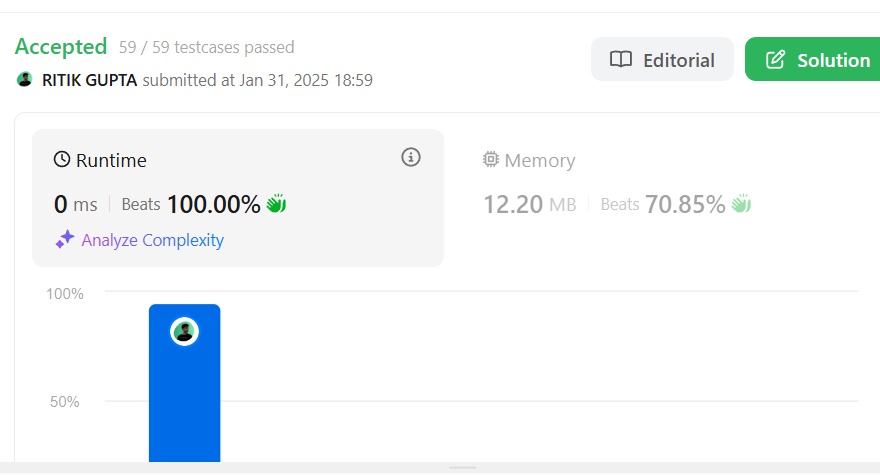 Accepted 59 / 59 testcases passed
RITIK GUPTA submitted at Jan 31, 2025 18:59
Editorial
Solution
Runtime
0 ms Beats 100.00%
Analyze Complexity
Memory
12.20 MB Beats 70.85%
100%
50%